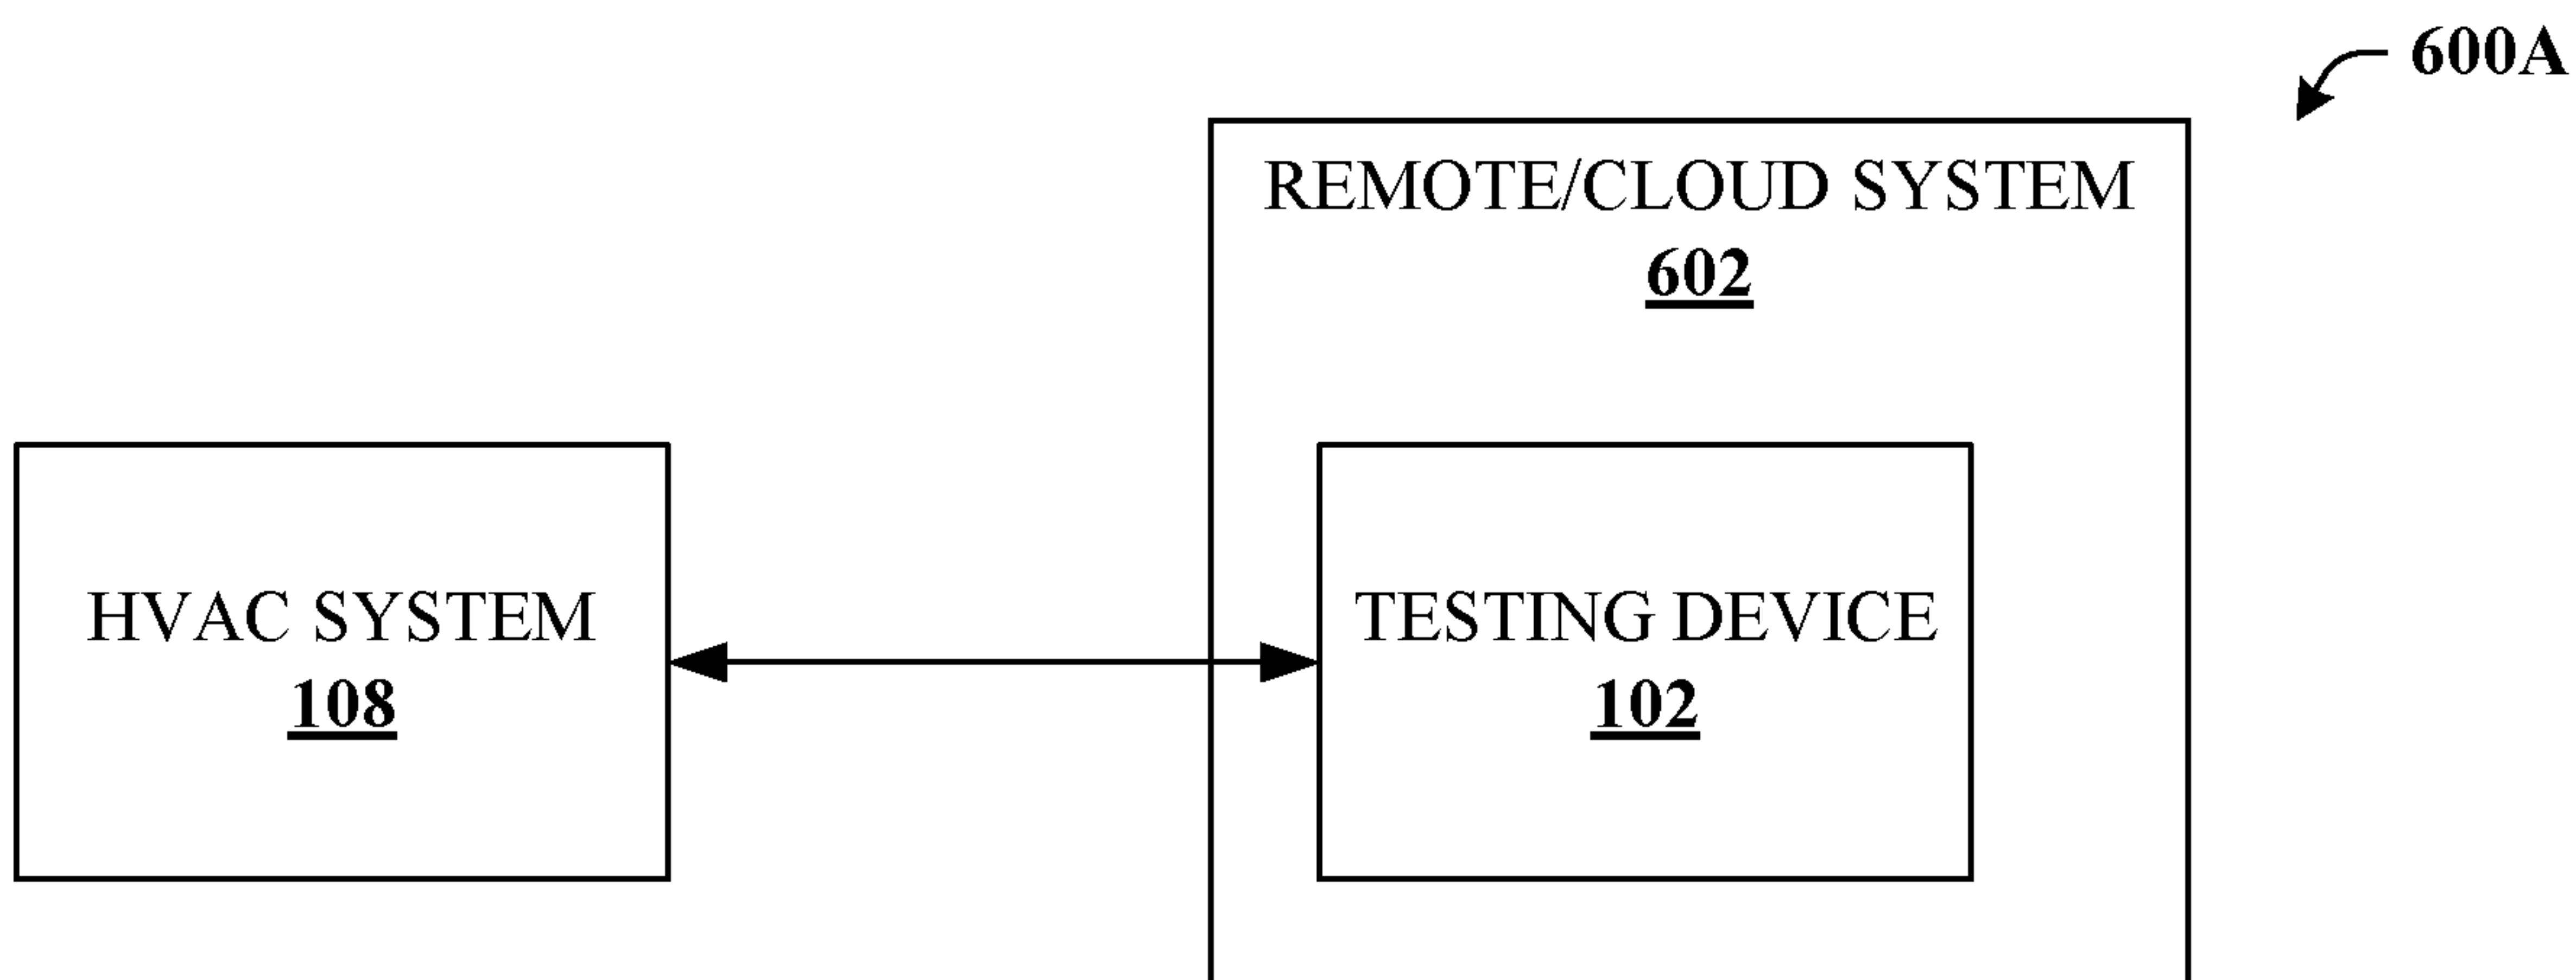 600A
REMOTE/CLOUD SYSTEM
602
HVAC SYSTEM
108
TESTING DEVICE
102